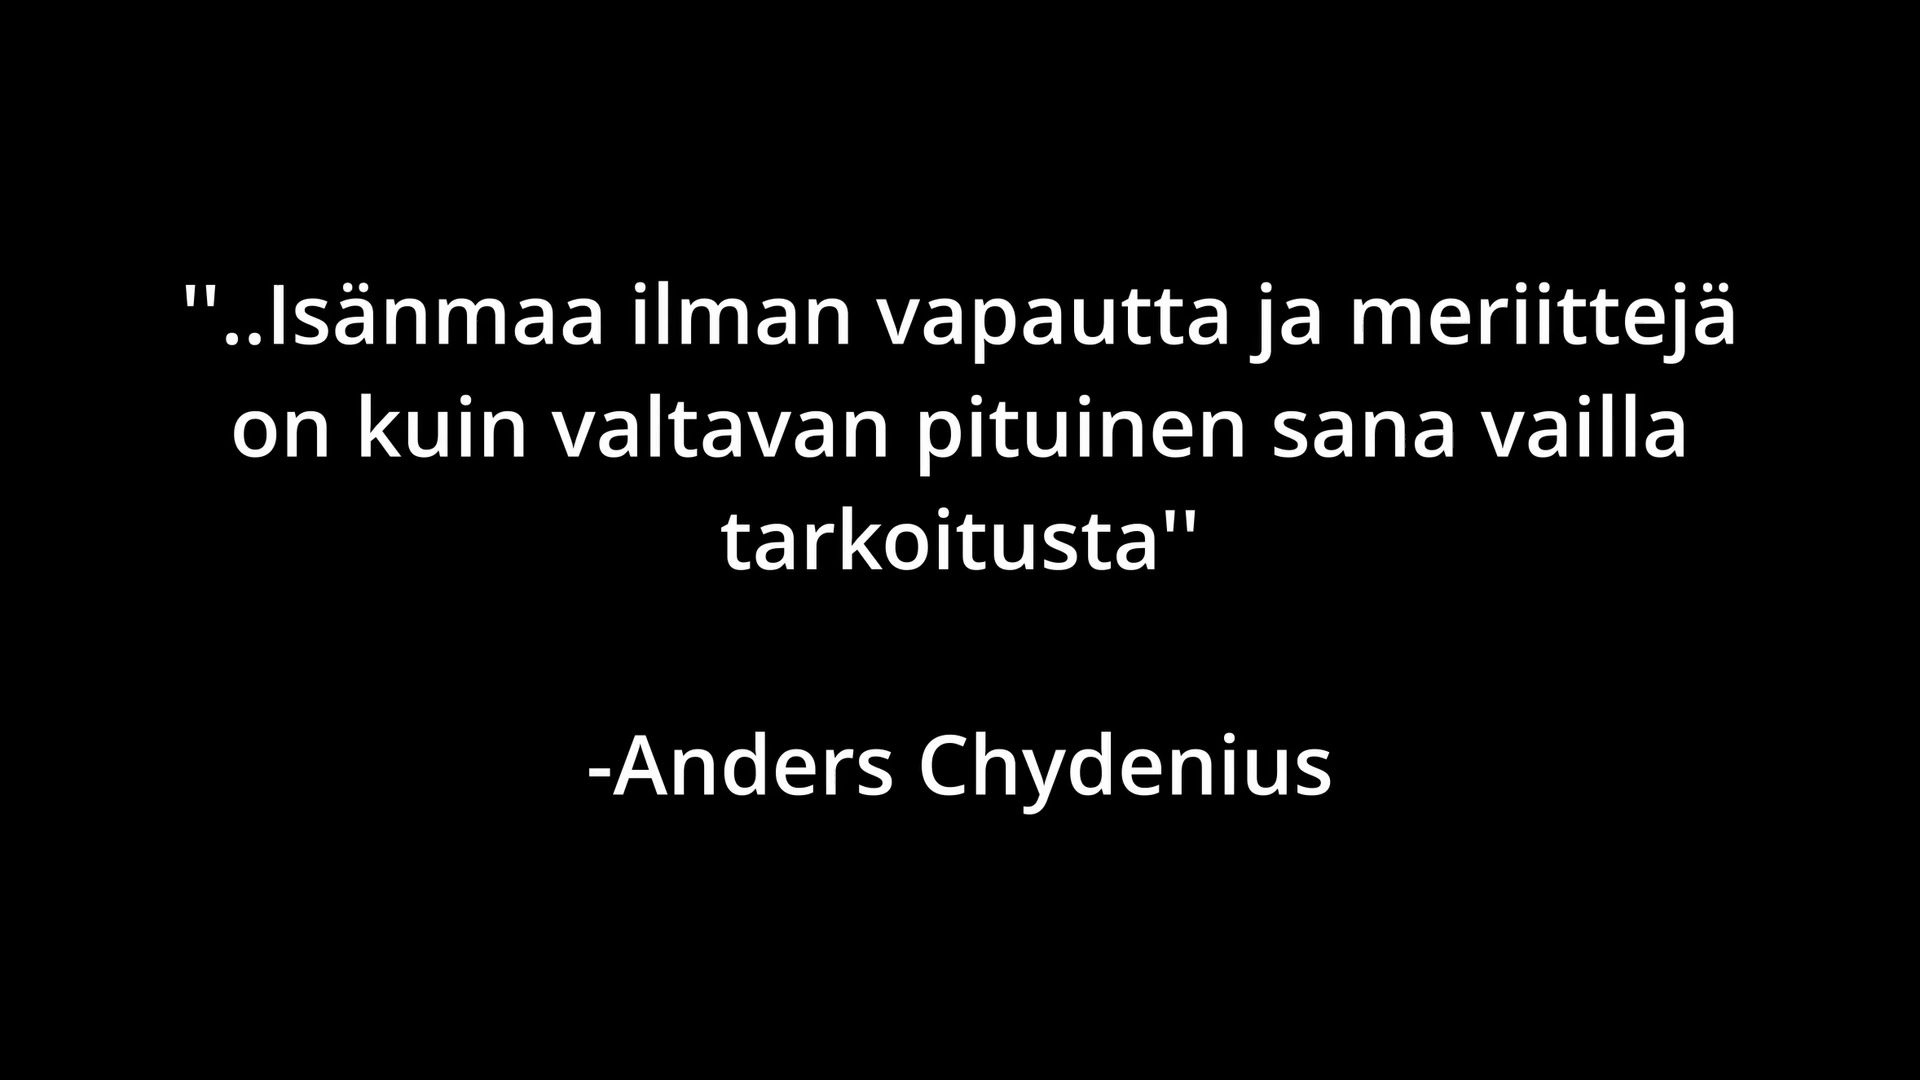 ''..Isänmaa ilman vapautta ja meriittejä
on kuin valtavan pituinen sana vailla
tarkoitusta''
-Anders Chydenius